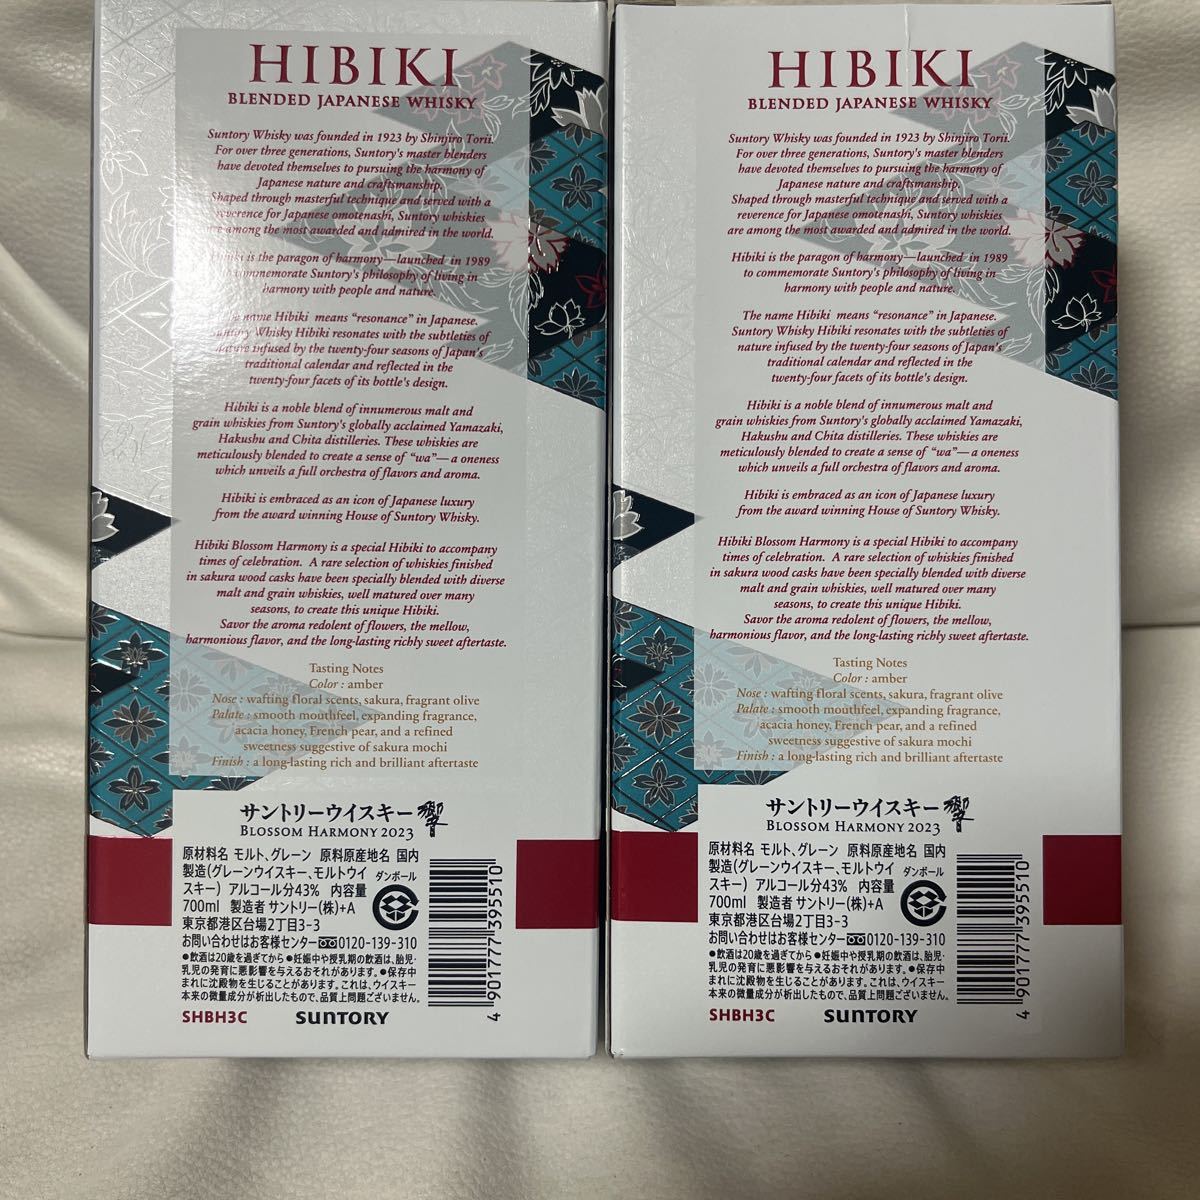 HIBIKI
BLENDED JAPANESE WHISKY
Suntory Whisky was founded in 1923 by Shinjiro Torii.
For over three generations, Suntory's master blenders
have devoted themselves to pursuing the harmony of
Japanese nature and craftsmanship.
Shaped through masterful technique and served with a
reverence for Japanese omotenashi, Suntory whiskies
are among the most awarded and admired in the world.
Hibiki is the paragon of harmony—launched in 1989
to commemorate Suntory's philosophy of living in
harmony with people and nature.
The name Hibiki means “resonance” in Japanese.
Suntory Whisky Hibiki resonates with the subtleties of
nature infused by the twenty-four seasons of Japan's
traditional calendar and reflected in the
twenty-four facets of its bottle's design.
Hibiki is a noble blend of innumerous malt and
grain whiskies from Suntory's globally acclaimed Yamazaki,
Hakushu and Chita distilleries. These whiskies are
meticulously blended to create a sense of “wa”— a oneness
which unveils a full orchestra of flavors and aroma.
Hibiki is embraced as an icon of Japanese luxury
from the award winning House of Suntory Whisky.
Hibiki Blossom Harmony is a special Hibiki to accompany
times of celebration. A rare selection of whiskies finished
in sakura wood casks have been specially blended with diverse
malt and grain whiskies, well matured over many
seasons, to create this unique Hibiki.
Savor the aroma redolent of flowers, the mellow,
harmonious flavor, and the long-lasting richly sweet aftertaste.
Tasting Notes
Color : amber
Nose : wafting floral scents, sakura, fragrant olive
Palate : smooth mouthfeel, expanding fragrance,
acacia honey, French pear, and a refined
sweetness suggestive of sakura mochi
Finish : a long-lasting rich and brilliant aftertaste
サントリーウイスキー響
BLOSSOM HARMONY 2023
原材料名 モルト、グレーン 原料原産地名 国内
製造(グレーンウイスキー、モルトウイ
スキー) アルコール分43% 内容量
700ml 製造者 サントリー(株)+A
東京都港区台場2丁目3-3
お問い合わせはお客様センター0120-139-310
●飲酒は20歳を過ぎてから ●妊娠中や授乳期の飲酒は、胎児・
乳児の発育に悪影響を与えるおそれがあります。●保存中
まれに沈殿物を生じることがあります。これは、ウイスキー
本来の微量成分が析出したもので、品質上問題ございません。
SHBH3C SUNTORY
ダンボール
4 901777 395510
HIBIKI
BLENDED JAPANESE WHISKY
Suntory Whisky was founded in 1923 by Shinjiro Torii.
For over three generations, Suntory's master blenders
have devoted themselves to pursuing the harmony of
Japanese nature and craftsmanship.
Shaped through masterful technique and served with a
reverence for Japanese omotenashi, Suntory whiskies
are among the most awarded and admired in the world.
Hibiki is the paragon of harmony—launched in 1989
to commemorate Suntory's philosophy of living in
harmony with people and nature.
The name Hibiki means “resonance” in Japanese.
Suntory Whisky Hibiki resonates with the subtleties of
nature infused by the twenty-four seasons of Japan's
traditional calendar and reflected in the
twenty-four facets of its bottle's design.
Hibiki is a noble blend of innumerous malt and
grain whiskies from Suntory's globally acclaimed Yamazaki,
Hakushu and Chita distilleries. These whiskies are
meticulously blended to create a sense of “wa”— a oneness
which unveils a full orchestra of flavors and aroma.
Hibiki is embraced as an icon of Japanese luxury
from the award winning House of Suntory Whisky.
Hibiki Blossom Harmony is a special Hibiki to accompany
times of celebration. A rare selection of whiskies finished
in sakura wood casks have been specially blended with diverse
malt and grain whiskies, well matured over many
seasons, to create this unique Hibiki.
Savor the aroma redolent of flowers, the mellow,
harmonious flavor, and the long-lasting richly sweet aftertaste.
Tasting Notes
Color : amber
Nose : wafting floral scents, sakura, fragrant olive
Palate : smooth mouthfeel, expanding fragrance,
acacia honey, French pear, and a refined
sweetness suggestive of sakura mochi
Finish : a long-lasting rich and brilliant aftertaste
サントリーウイスキー響
BLOSSOM HARMONY 2023
原材料名 モルト、グレーン 原料原産地名 国内
製造(グレーンウイスキー、モルトウイ
スキー) アルコール分43% 内容量
700ml 製造者 サントリー(株)+A
東京都港区台場2丁目3-3
お問い合わせはお客様センター0120-139-310
●飲酒は20歳を過ぎてから ●妊娠中や授乳期の飲酒は、胎児・
乳児の発育に悪影響を与えるおそれがあります。●保存中
まれに沈殿物を生じることがあります。これは、ウイスキー
本来の微量成分が析出したもので、品質上問題ございません。
SHBH3C SUNTORY
ダンボール
4 901777 395510